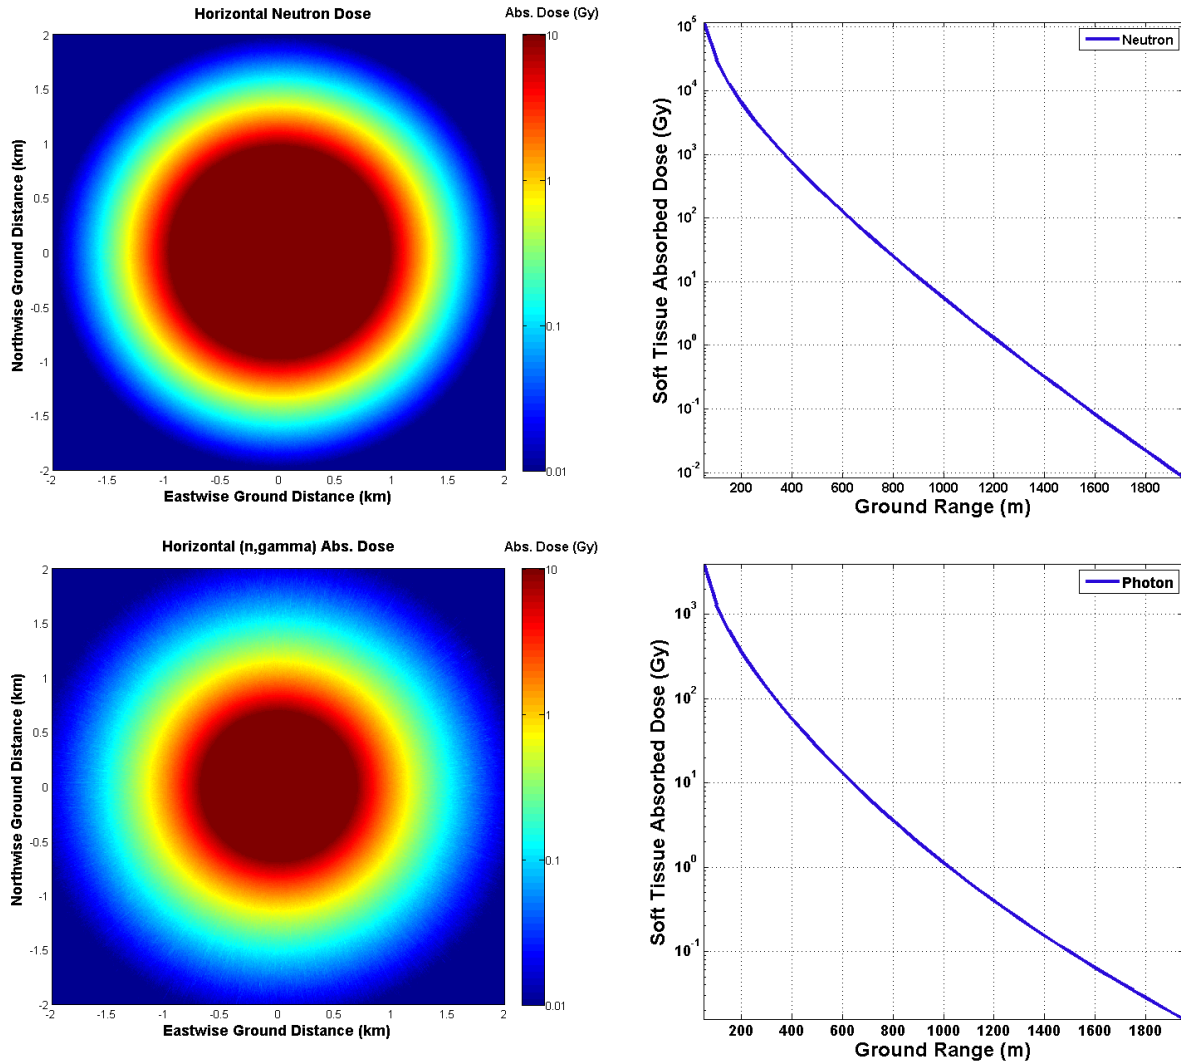 Horizontal Neutron Dose
Abs. Dose (Gy)
2
1.5
1
0.5
0
-0.5
-1
-1.5
-2
Northwise Ground Distance (km)
-2 -1.5 -1 -0.5 0 0.5 1 1.5 2
Eastwise Ground Distance (km)
10
1
0.1
0.01
Neutron
10^5
10^4
10^3
10^2
10^1
10^0
10^-1
10^-2
Soft Tissue Absorbed Dose (Gy)
200 400 600 800 1000 1200 1400 1600 1800
Ground Range (m)
Horizontal (n,gamma) Abs. Dose
Abs. Dose (Gy)
2
1.5
1
0.5
0
-0.5
-1
-1.5
-2
Northwise Ground Distance (km)
-2 -1.5 -1 -0.5 0 0.5 1 1.5 2
Eastwise Ground Distance (km)
10
1
0.1
0.01
Photon
10^3
10^2
10^1
10^0
10^-1
Soft Tissue Absorbed Dose (Gy)
200 400 600 800 1000 1200 1400 1600 1800
Ground Range (m)